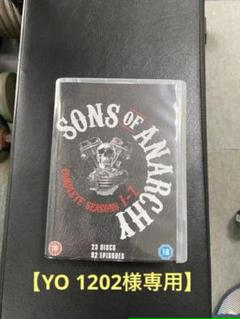 SONS OF ANARCHY
COMPLETE SEASONS 1-7
23 DISCS
92 EPISODES
18
18
【YO 1202様専用】